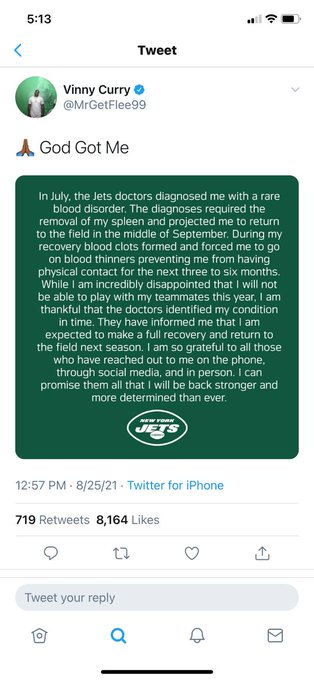 5:13
Tweet
Vinny Curry
@MrGetFlee99
🙏🏾 God Got Me
In July, the Jets doctors diagnosed me with a rare
blood disorder. The diagnoses required the
removal of my spleen and projected me to return
to the field in the middle of September. During my
recovery blood clots formed and forced me to go
on blood thinners preventing me from having
physical contact for the next three to six months.
While I am incredibly disappointed that I will not
be able to play with my teammates this year, I am
thankful that the doctors identified my condition
in time. They have informed me that I am
expected to make a full recovery and return to
the field next season. I am so grateful to all those
who have reached out to me on the phone,
through social media, and in person. I can
promise them all that I will be back stronger and
more determined than ever.
NEW YORK
JETS
12:57 PM · 8/25/21 · Twitter for iPhone
719 Retweets 8,164 Likes
Tweet your reply